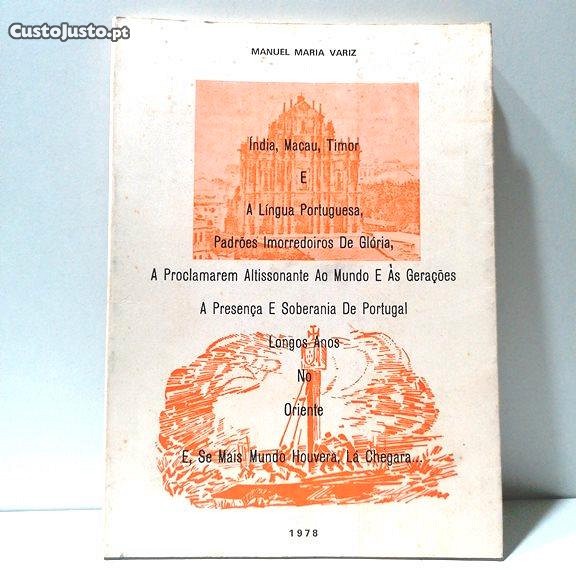 CustoJusto.pt
MANUEL MARIA VARIZ
Índia, Macau, Timor
E
A Língua Portuguesa,
Padrões Imorredoiros De Glória,
A Proclamarem Altissonante Ao Mundo E Às Gerações
A Presença E Soberania De Portugal
Longos Anos
No
Oriente
E, Se Mais Mundo Houvera, Lá Chegara...
1978